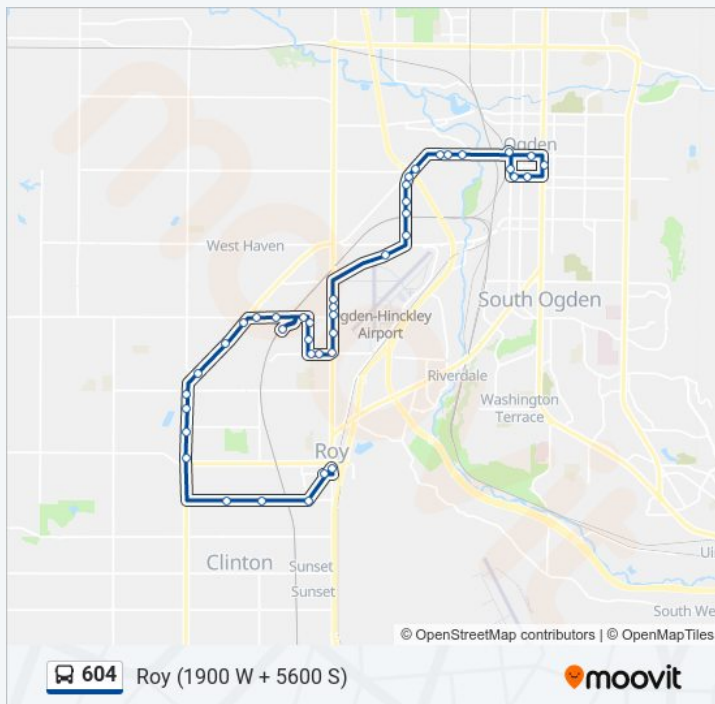 Ogden
West Haven
South Ogden
Ogden-Hinckley
Airport
Riverdale
Washington
Terrace
Roy
Clinton
Sunset
Sunset
South We
© OpenStreetMap contributors | © OpenMapTiles
604
Roy (1900 W + 5600 S)
moovit